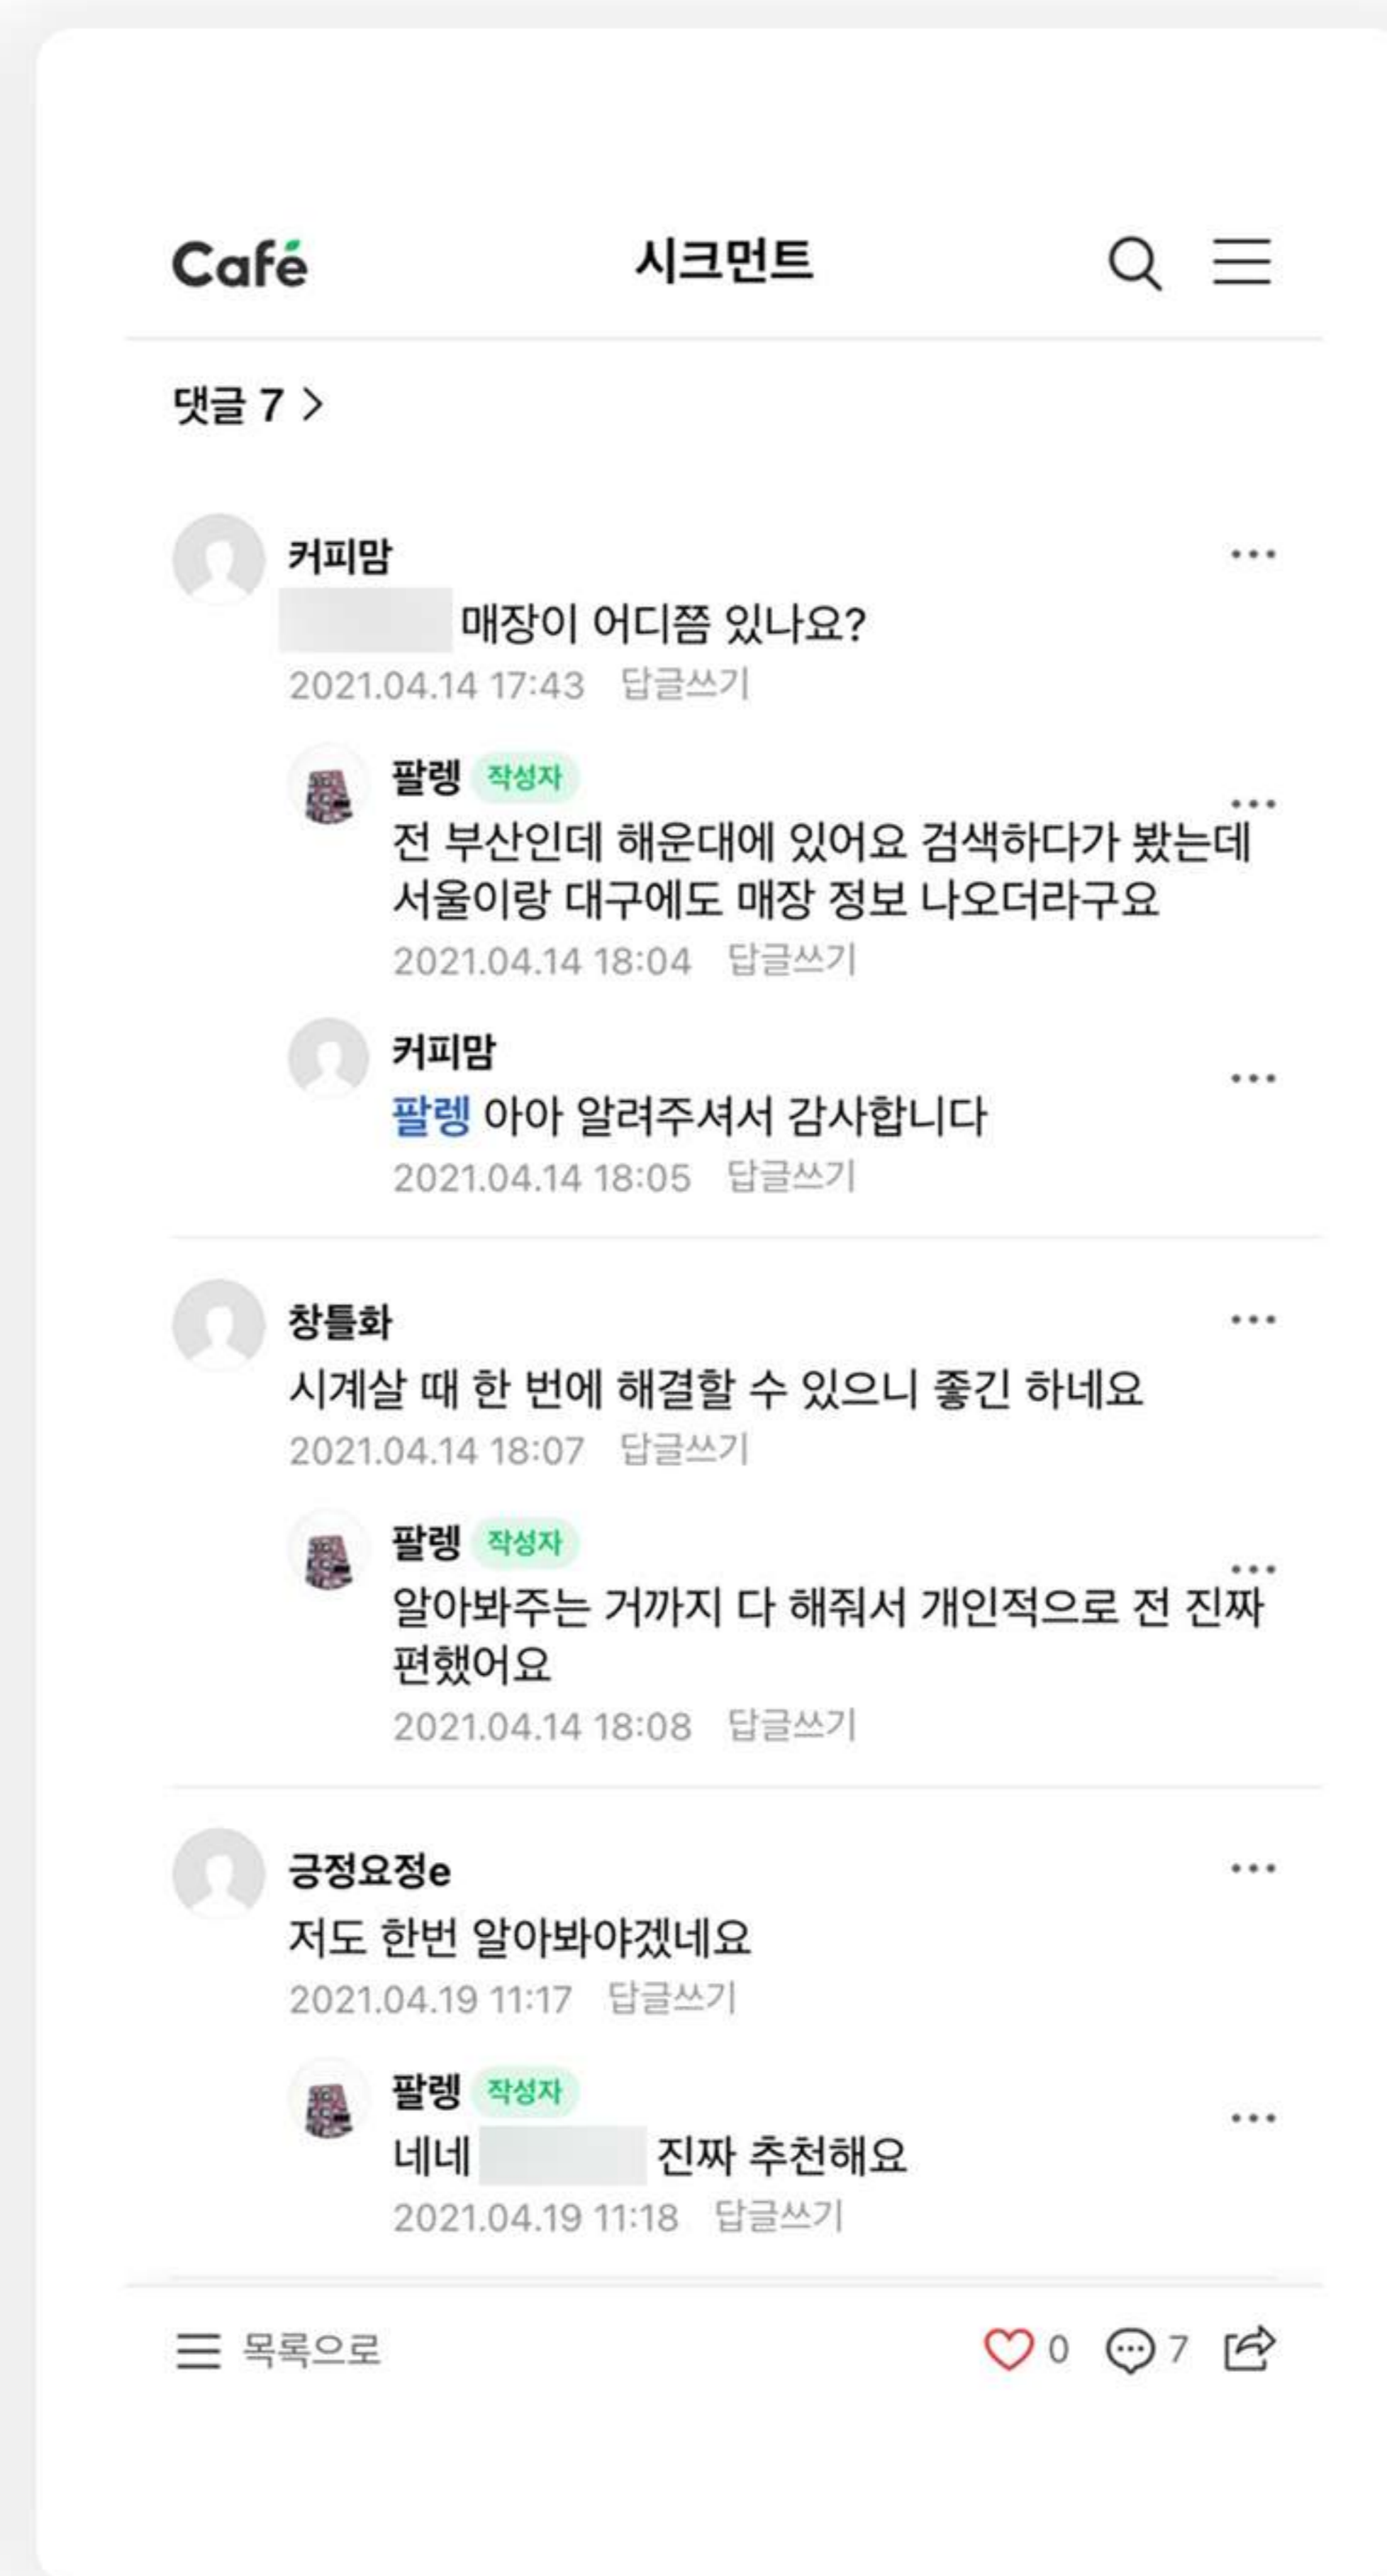 Café 시크먼트
댓글 7 >
커피맘
매장이 어디쯤 있나요?
2021.04.14 17:43 답글쓰기
팔렝 작성자
전 부산인데 해운대에 있어요 검색하다가 봤는데
서울이랑 대구에도 매장 정보 나오더라구요
2021.04.14 18:04 답글쓰기
커피맘
팔렝 아아 알려주셔서 감사합니다
2021.04.14 18:05 답글쓰기
창틀화
시계살 때 한 번에 해결할 수 있으니 좋긴 하네요
2021.04.14 18:07 답글쓰기
팔렝 작성자
알아봐주는 거까지 다 해줘서 개인적으로 전 진짜
편했어요
2021.04.14 18:08 답글쓰기
긍정요정e
저도 한번 알아봐야겠네요
2021.04.19 11:17 답글쓰기
팔렝 작성자
네네 진짜 추천해요
2021.04.19 11:18 답글쓰기
목록으로 0 7